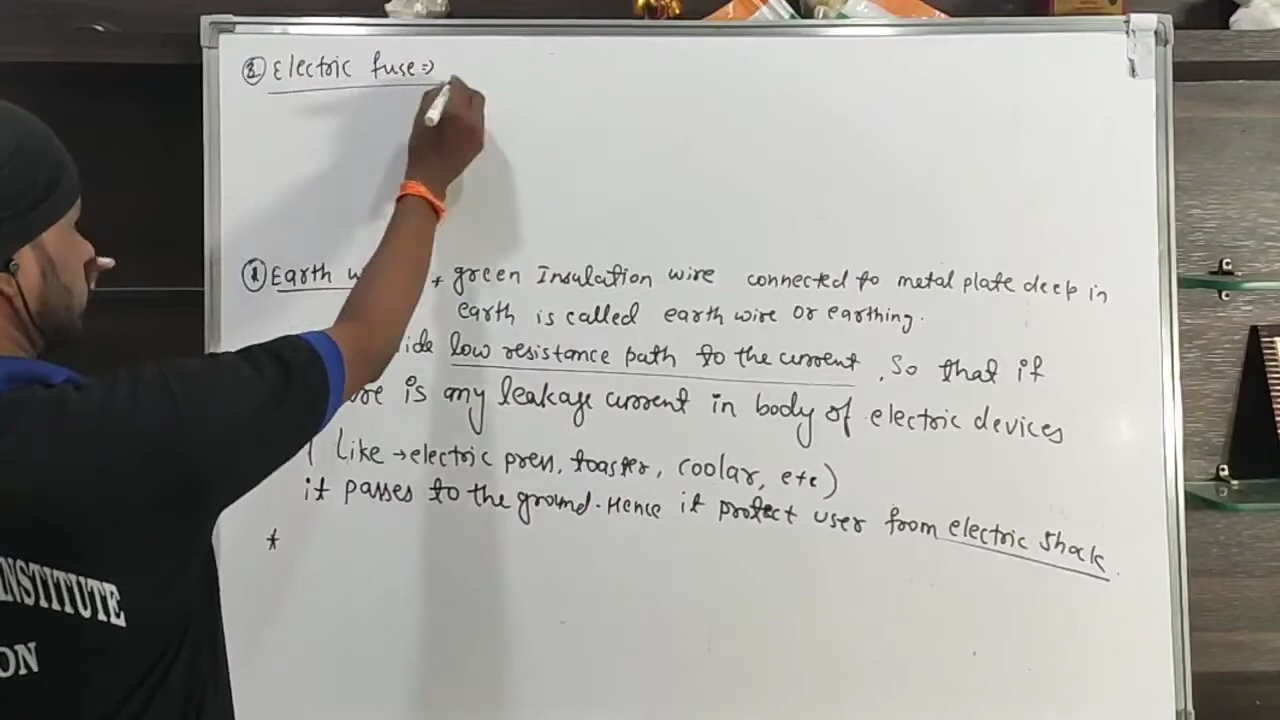 ② Electric fuse ⇒
① Earth
* green Insulation wire connected to metal plate deep in
earth is called earth wire or earthing.
low resistance path to the current, So that if
is any leakage current in body of electric devices
( like → electric press, toaster, coolar, etc)
it passes to the ground. Hence it protect user from electric shock.
*
INSTITUTE
ON